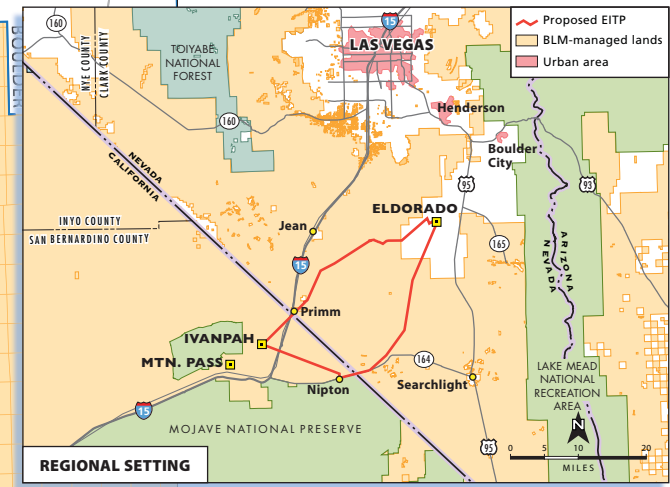 BOULDER
160
NYE COUNTY
CLARK COUNTY
TOIYABE
NATIONAL
FOREST
15
LAS VEGAS
Proposed EITP
BLM-managed lands
Urban area
160
Henderson
Boulder
City
NEVADA
CALIFORNIA
95
93
INYO COUNTY
SAN BERNARDINO COUNTY
ELDORADO
Jean
165
ARIZONA
NEVADA
15
Primm
IVANPAH
MTN. PASS
164
Nipton
Searchlight
LAKE MEAD
NATIONAL
RECREATION
AREA
15
MOJAVE NATIONAL PRESERVE
N
95
0 10 20
MILES
REGIONAL SETTING